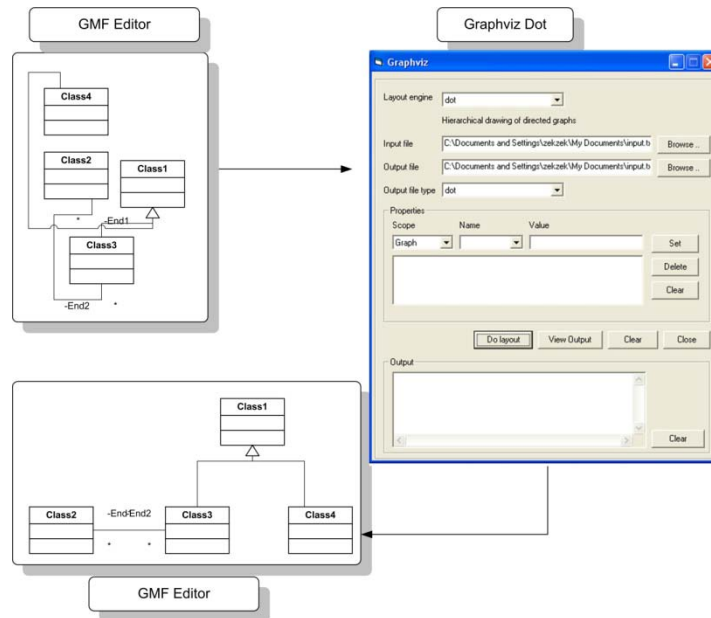 GMF Editor
Graphviz Dot
Class4
Class2
Class1
*
-End1
Class3
-End2
*
Graphviz
Layout engine
dot
Hierarchical drawing of directed graphs
Input file
C:\Documents and Settings\zekzek\My Documents\input.t
Browse ..
Output file
C:\Documents and Settings\zekzek\My Documents\input.t
Browse ..
Output file type
dot
Properties
Scope
Name
Value
Graph
Set
Delete
Clear
Do layout
View Output
Clear
Close
Output
Clear
Class1
Class2
Class3
Class4
*
*
GMF Editor